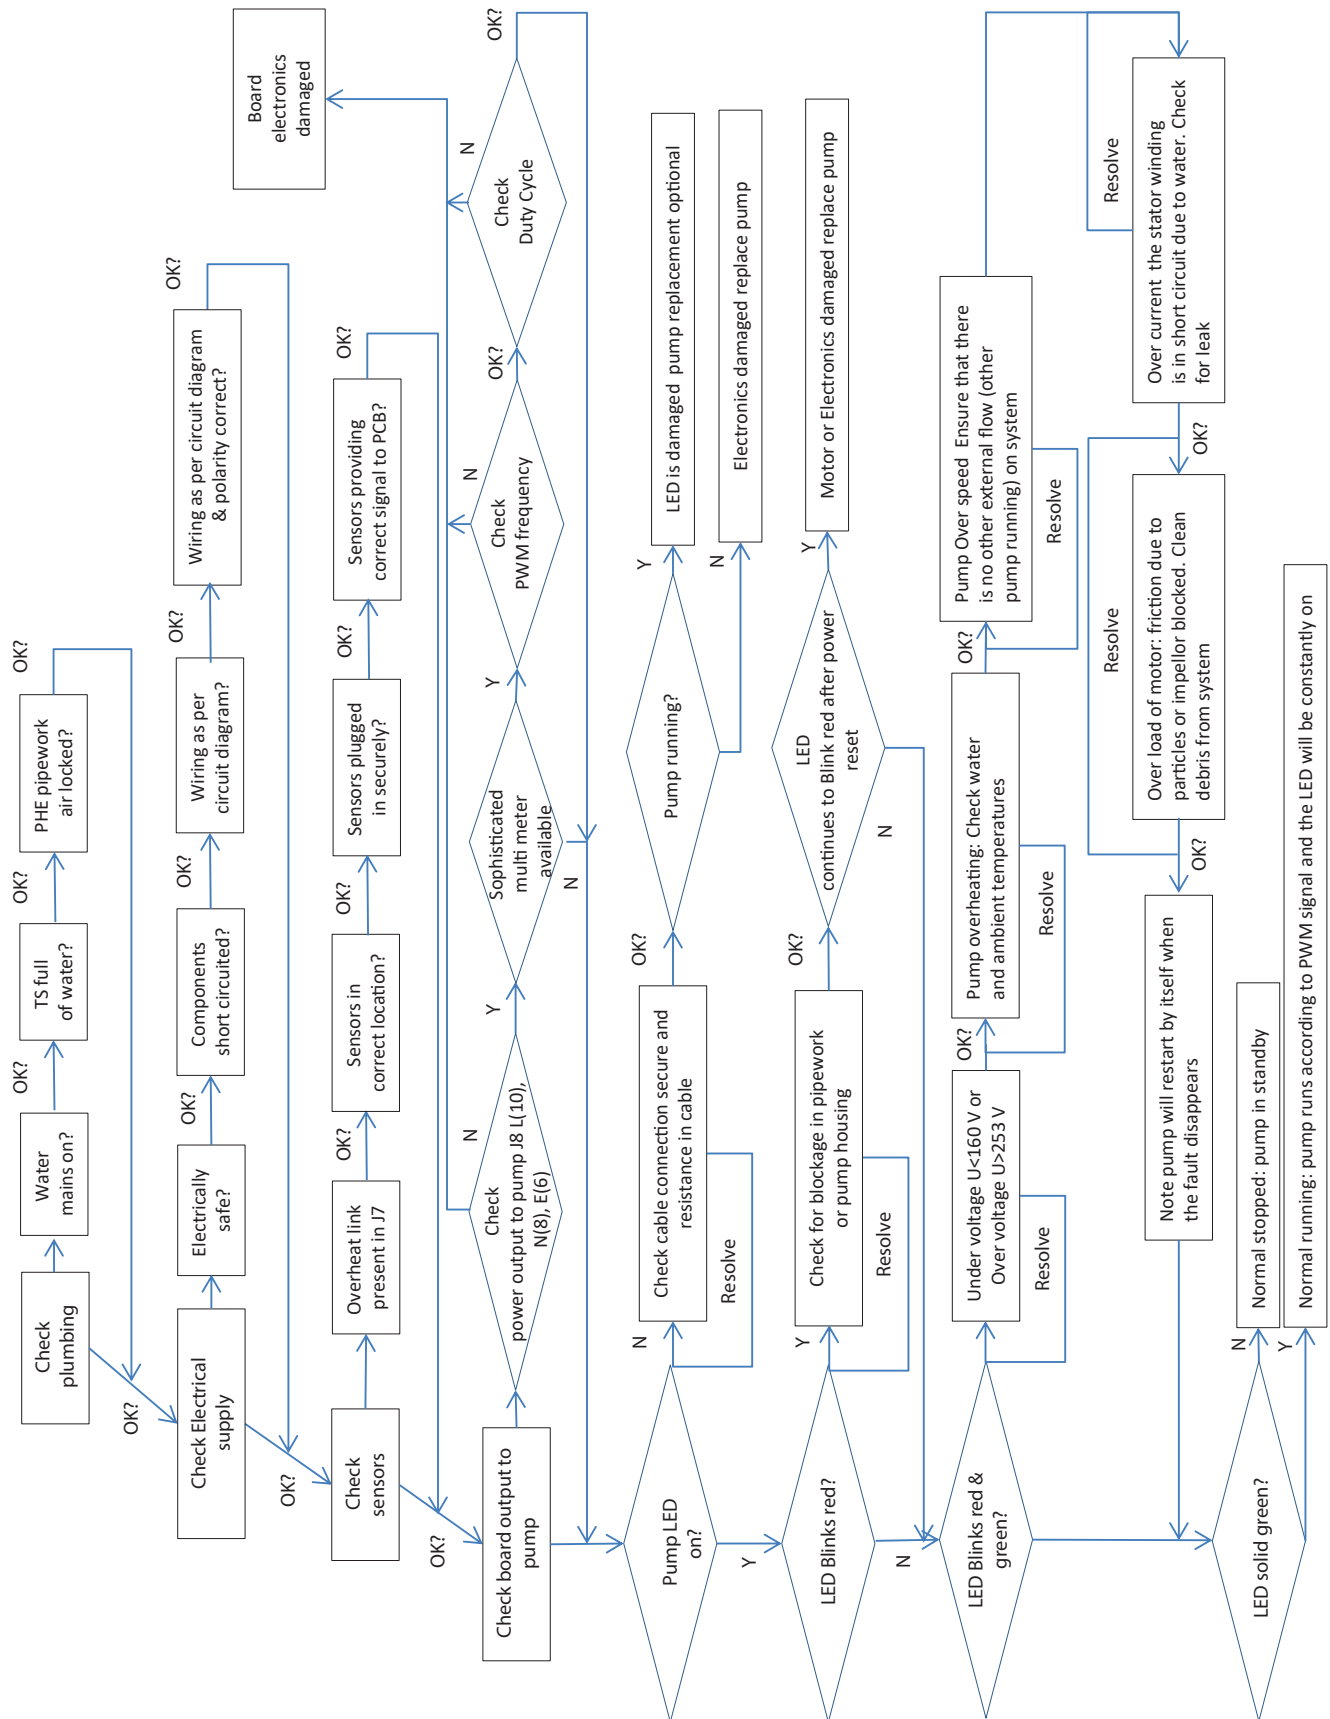 Check
plumbing
OK?
Water
mains on?
OK?
TS full
of water?
OK?
PHE pipework
air locked?
OK?
Check Electrical
supply
OK?
Electrically
safe?
OK?
Components
short circuited?
OK?
Wiring as per
circuit diagram?
OK?
Wiring as per circuit diagram
& polarity correct?
OK?
Check
sensors
OK?
Overheat link
present in J7
OK?
Sensors in
correct location?
OK?
Sensors plugged
in securely?
OK?
Sensors providing
correct signal to PCB?
OK?
Board
electronics
damaged
Check board output to
pump
Check
power output to pump J8 L(10),
N(8), E(6)
N
Y
Sophisticated
multi meter
available
N
Y
Check
PWM frequency
N
OK?
Check
Duty Cycle
N
OK?
Pump LED
on?
N
Y
Check cable connection secure and
resistance in cable
Resolve
OK?
Pump running?
Y
LED is damaged pump replacement optional
N
Electronics damaged replace pump
LED Blinks red?
Y
N
Check for blockage in pipework
or pump housing
Resolve
OK?
LED
continues to Blink red after power
reset
Y
N
Motor or Electronics damaged replace pump
LED Blinks red &
green?
Under voltage U<160 V or
Over voltage U>253 V
Resolve
OK?
Pump overheating: Check water
and ambient temperatures
Resolve
OK?
Pump Over speed Ensure that there
is no other external flow (other
pump running) on system
Resolve
Over current the stator winding
is in short circuit due to water. Check
for leak
Resolve
OK?
Over load of motor: friction due to
particles or impellor blocked. Clean
debris from system
Resolve
OK?
Note pump will restart by itself when
the fault disappears
LED solid green?
N
Normal stopped: pump in standby
Y
Normal running: pump runs according to PWM signal and the LED will be constantly on